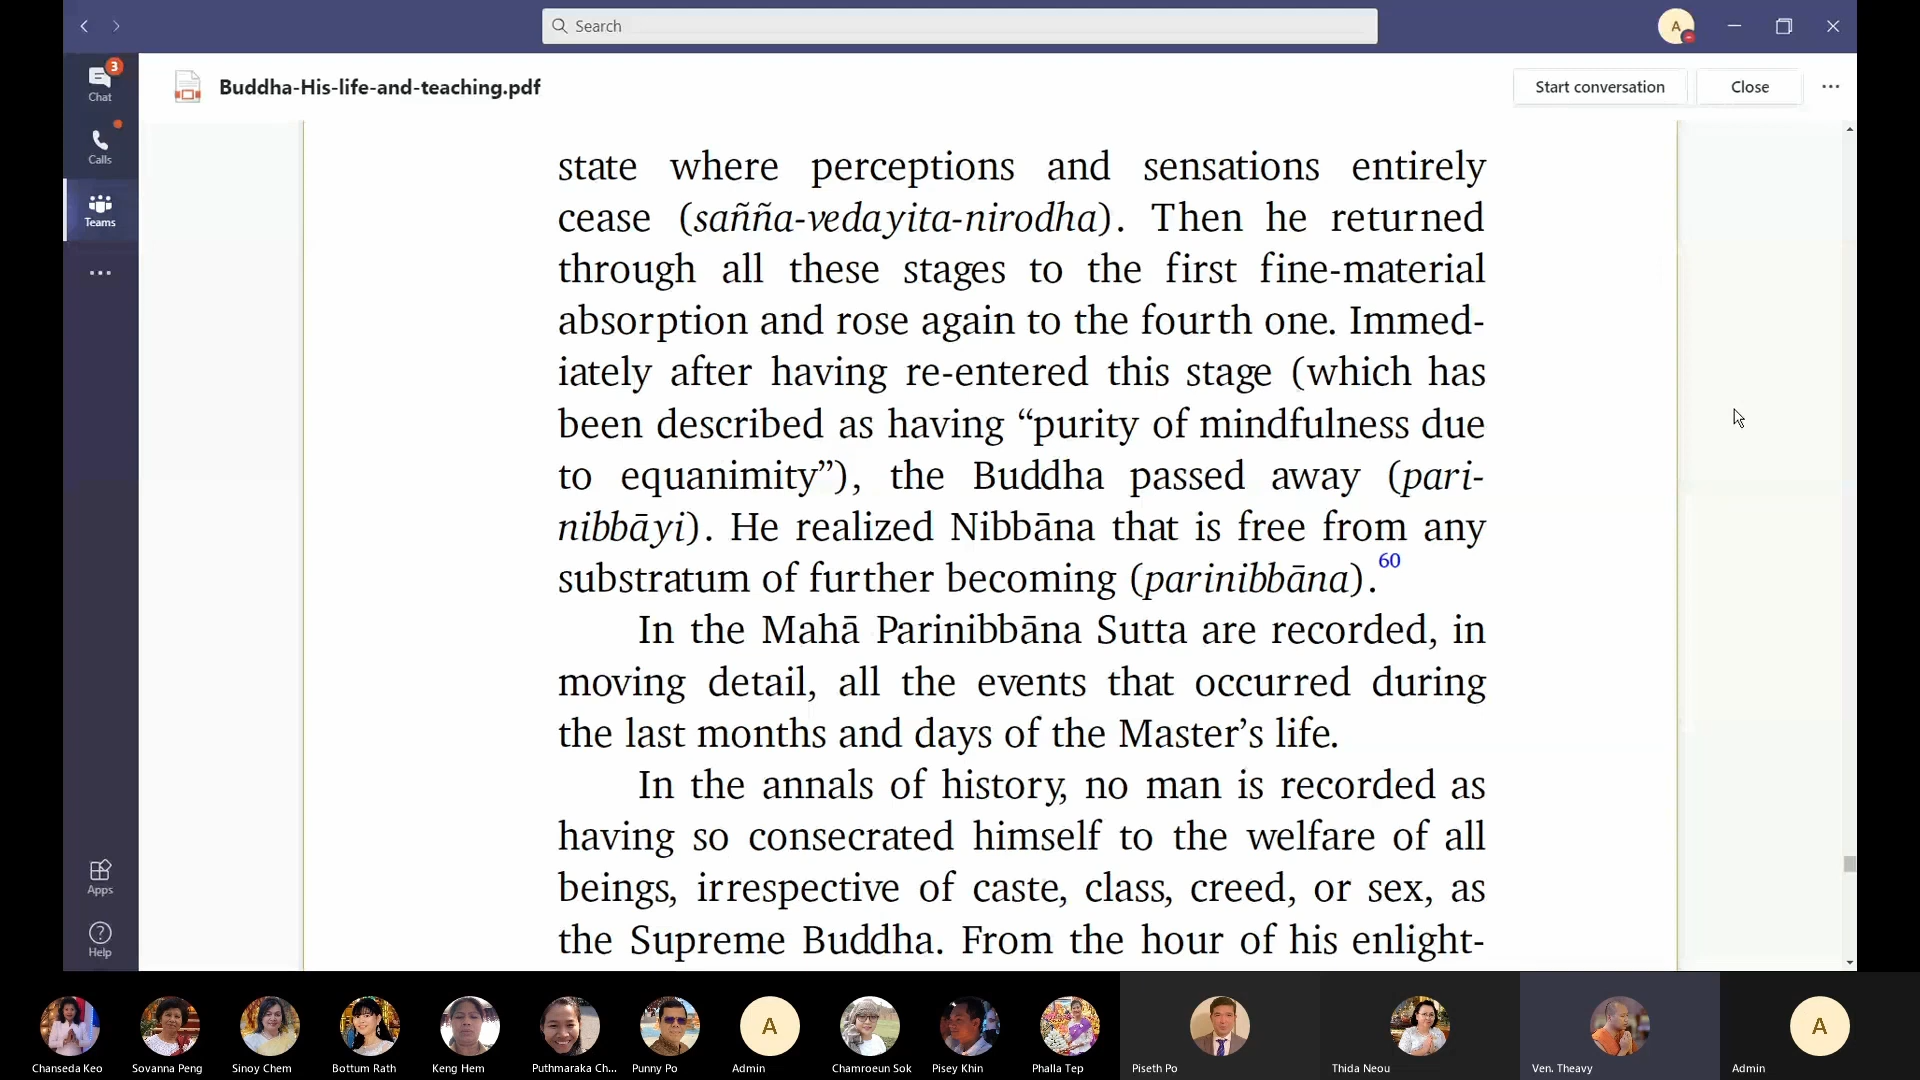 Search
A
3
Chat
Calls
Teams
Apps
Help
Buddha-His-life-and-teaching.pdf
Start conversation
Close
state where perceptions and sensations entirely
cease (sañña-vedayita-nirodha). Then he returned
through all these stages to the first fine-material
absorption and rose again to the fourth one. Immed-
iately after having re-entered this stage (which has
been described as having “purity of mindfulness due
to equanimity”), the Buddha passed away (pari-
nibbāyi). He realized Nibbāna that is free from any
substratum of further becoming (parinibbāna).60
In the Mahā Parinibbāna Sutta are recorded, in
moving detail, all the events that occurred during
the last months and days of the Master’s life.
In the annals of history, no man is recorded as
having so consecrated himself to the welfare of all
beings, irrespective of caste, class, creed, or sex, as
the Supreme Buddha. From the hour of his enlight-
A
A
Chanseda Keo
Sovanna Peng
Sinoy Chem
Bottum Rath
Keng Hem
Puthmaraka Ch...
Punny Po
Admin
Chamroeun Sok
Pisey Khin
Phalla Tep
Piseth Po
Thida Neou
Ven. Theavy
Admin